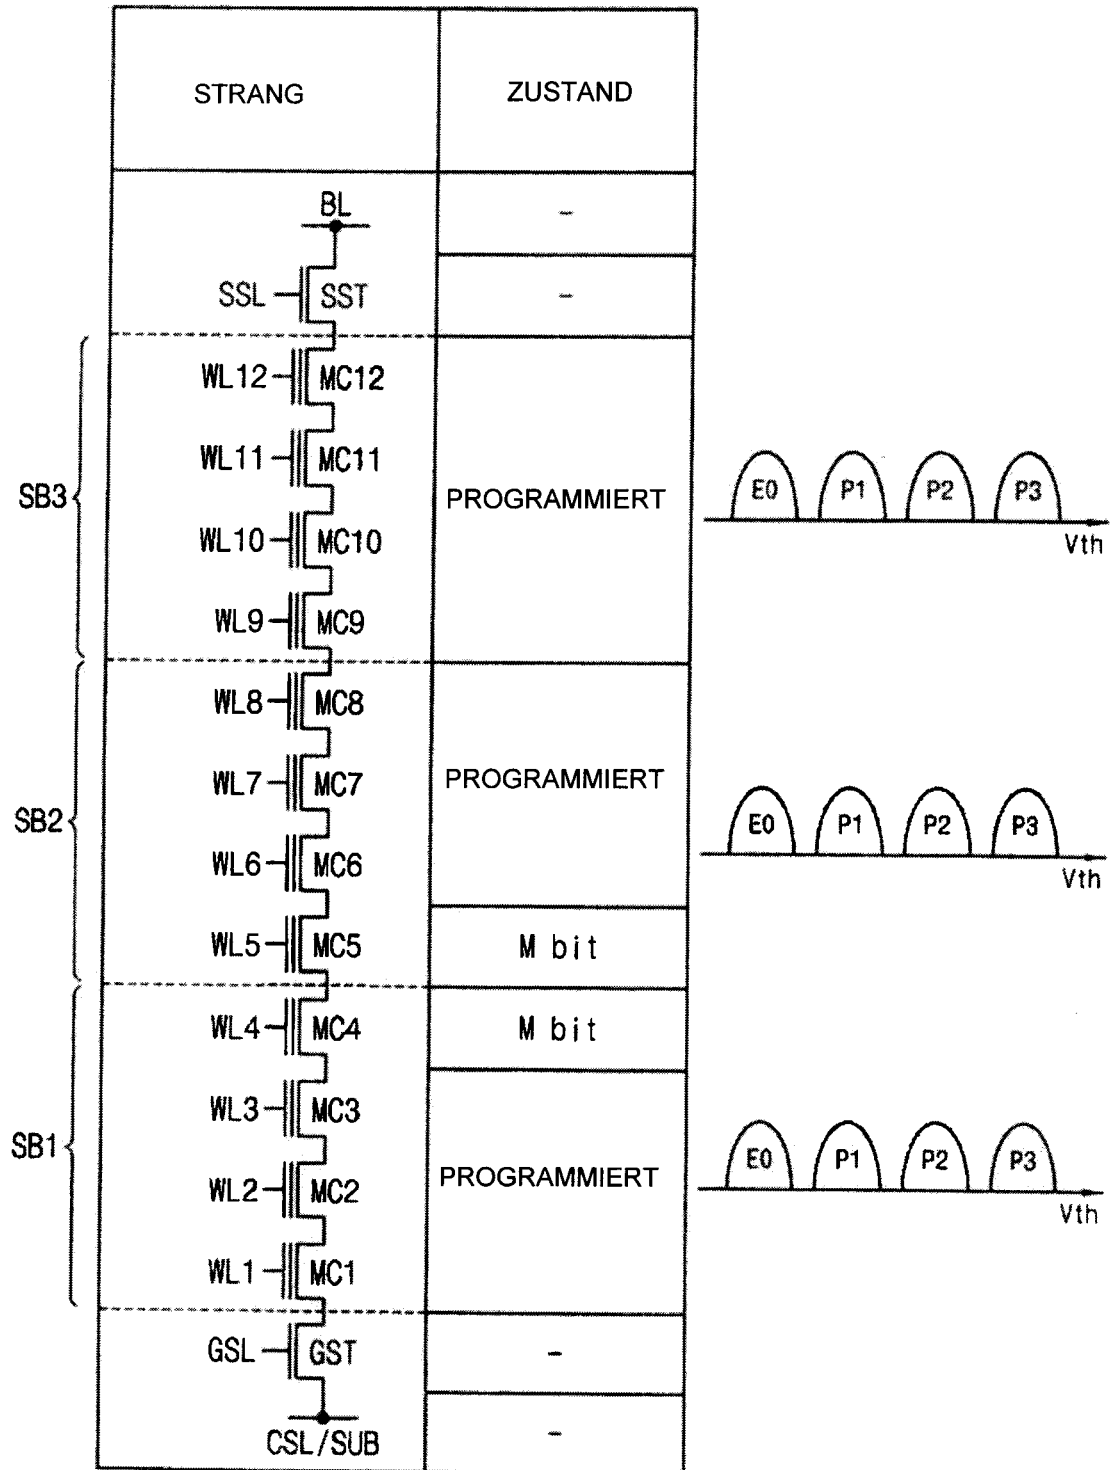 STRANG ZUSTAND
BL -
SSL SST -
WL12 MC12
WL11 MC11
SB3 PROGRAMMIERT E0 P1 P2 P3
Vth
WL10 MC10
WL9 MC9
WL8 MC8
WL7 MC7 PROGRAMMIERT
SB2 E0 P1 P2 P3
WL6 MC6 Vth
WL5 MC5 M bit
WL4 MC4 M bit
WL3 MC3
SB1 E0 P1 P2 P3
WL2 MC2 PROGRAMMIERT
Vth
WL1 MC1
GSL GST -
CSL/SUB -